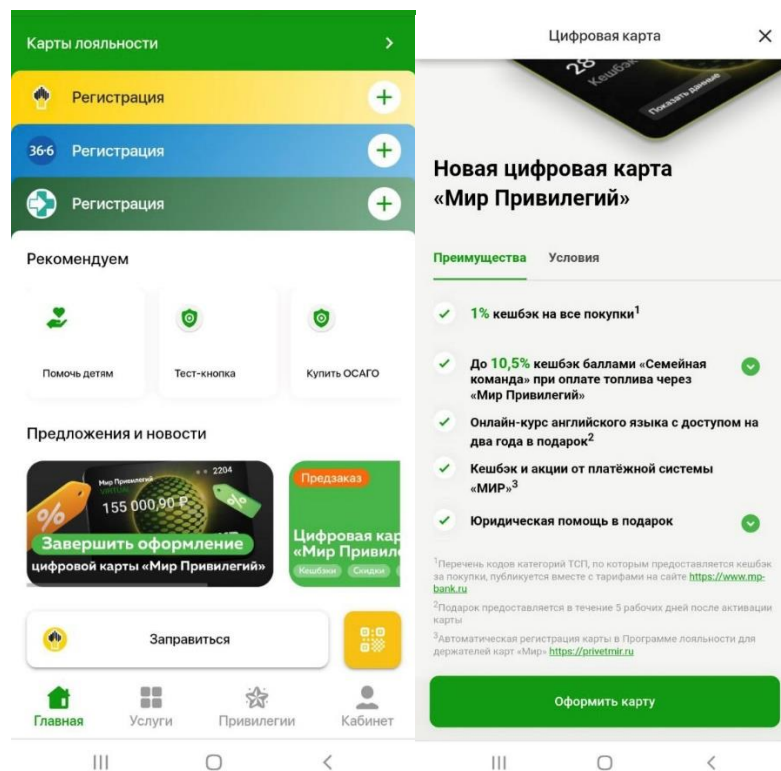 Карты лояльности
Регистрация
36·6 Регистрация
Регистрация
Рекомендуем
Помочь детям
Тест-кнопка
Купить ОСАГО
Предложения и новости
Мир Привилегий
VIRTUAL
2204
155 000,90 ₽
%
%
Завершить оформление
цифровой карты «Мир Привилегий»
Предзаказ
Цифровая кар
«Мир Привиле
Кешбэки Скидки
Заправиться
Главная
Услуги
Привилегии
Кабинет
Цифровая карта
28
Кешбэк
Показать данные
Новая цифровая карта
«Мир Привилегий»
Преимущества Условия
1% кешбэк на все покупки1
До 10,5% кешбэк баллами «Семейная
команда» при оплате топлива через
«Мир Привилегий»
Онлайн-курс английского языка с доступом на
два года в подарок2
Кешбэк и акции от платёжной системы
«МИР»3
Юридическая помощь в подарок
1Перечень кодов категорий ТСП, по которым предоставляется кешбэк
за покупки, публикуется вместе с тарифами на сайте https://www.mp-
bank.ru
2Подарок предоставляется в течение 5 рабочих дней после активации
карты
3Автоматическая регистрация карты в Программе лояльности для
держателей карт «Мир» https://privetmir.ru
Оформить карту